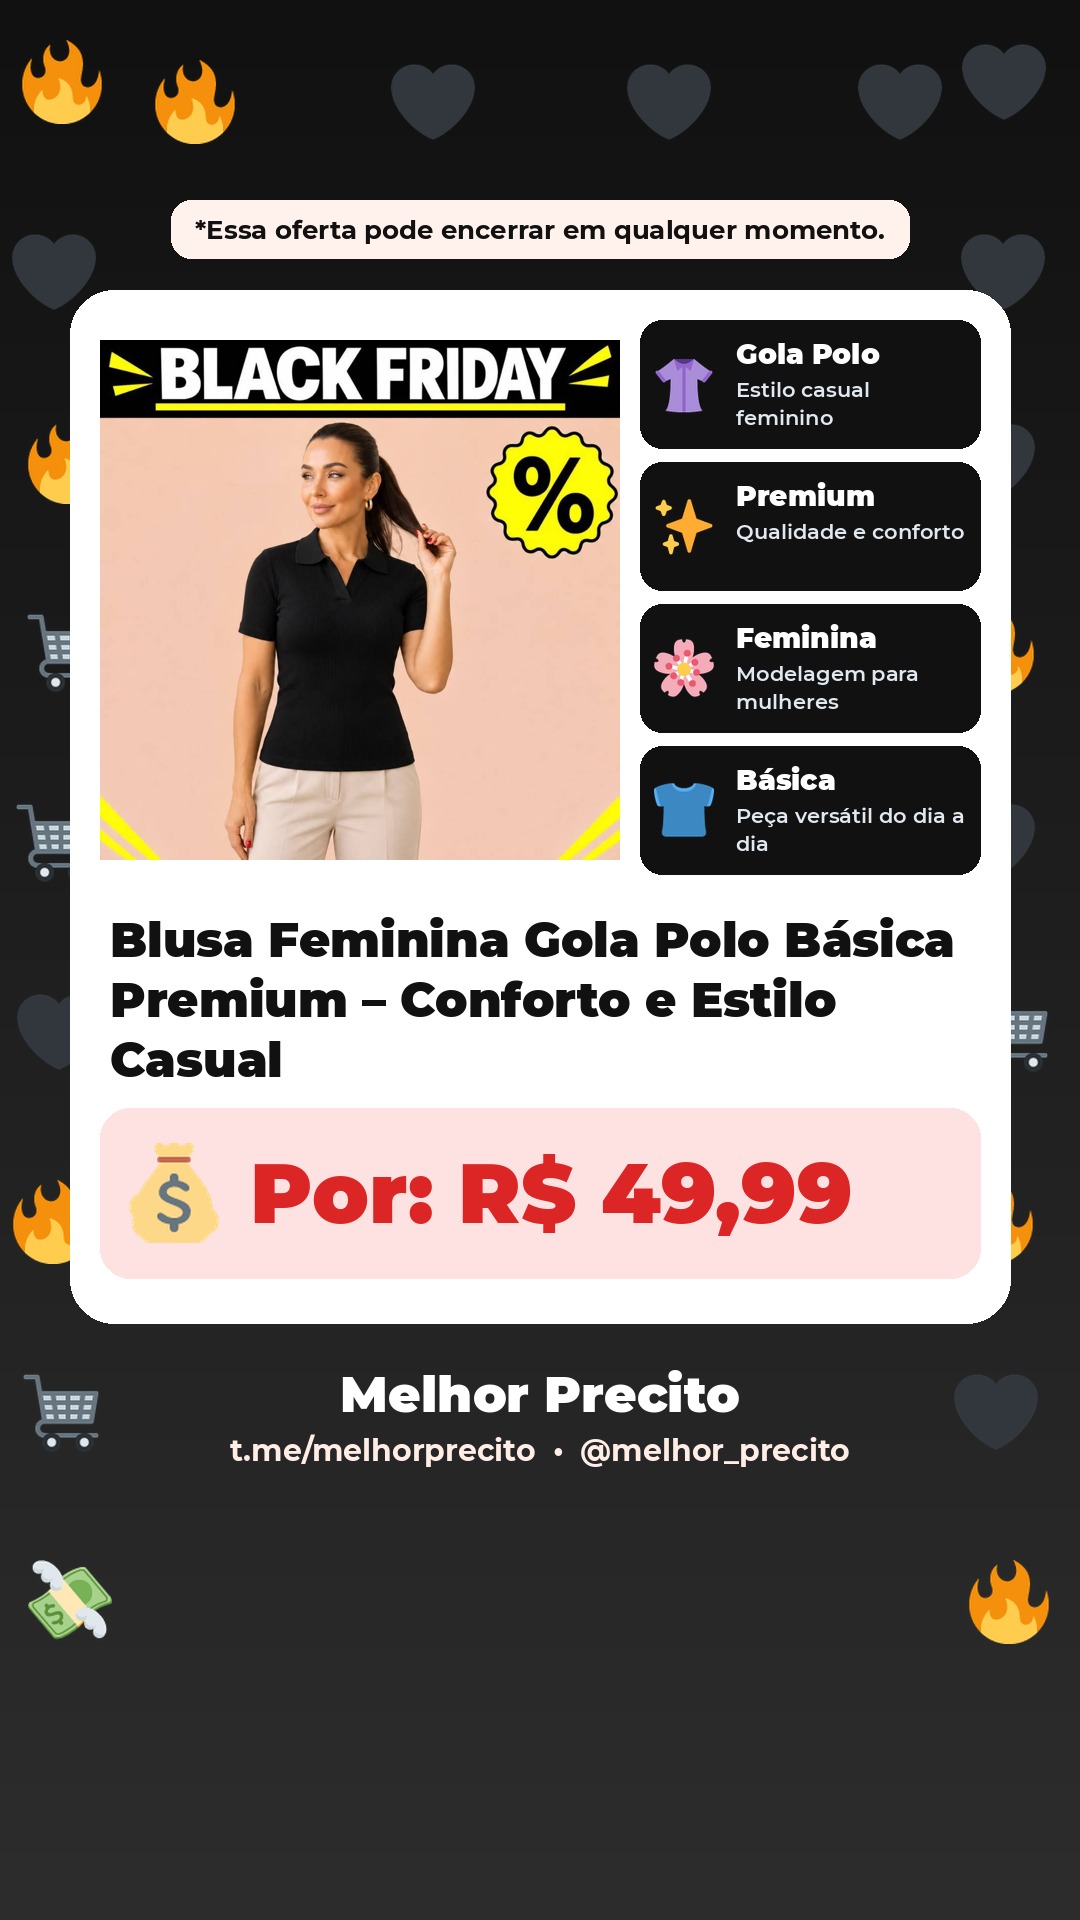 *Essa oferta pode encerrar em qualquer momento.
BLACK FRIDAY
%
Gola Polo
Estilo casual
feminino
Premium
Qualidade e conforto
Feminina
Modelagem para
mulheres
Básica
Peça versátil do dia a
dia
Blusa Feminina Gola Polo Básica
Premium – Conforto e Estilo
Casual
$
Por: R$ 49,99
Melhor Precito
t.me/melhorprecito • @melhor_precito
$